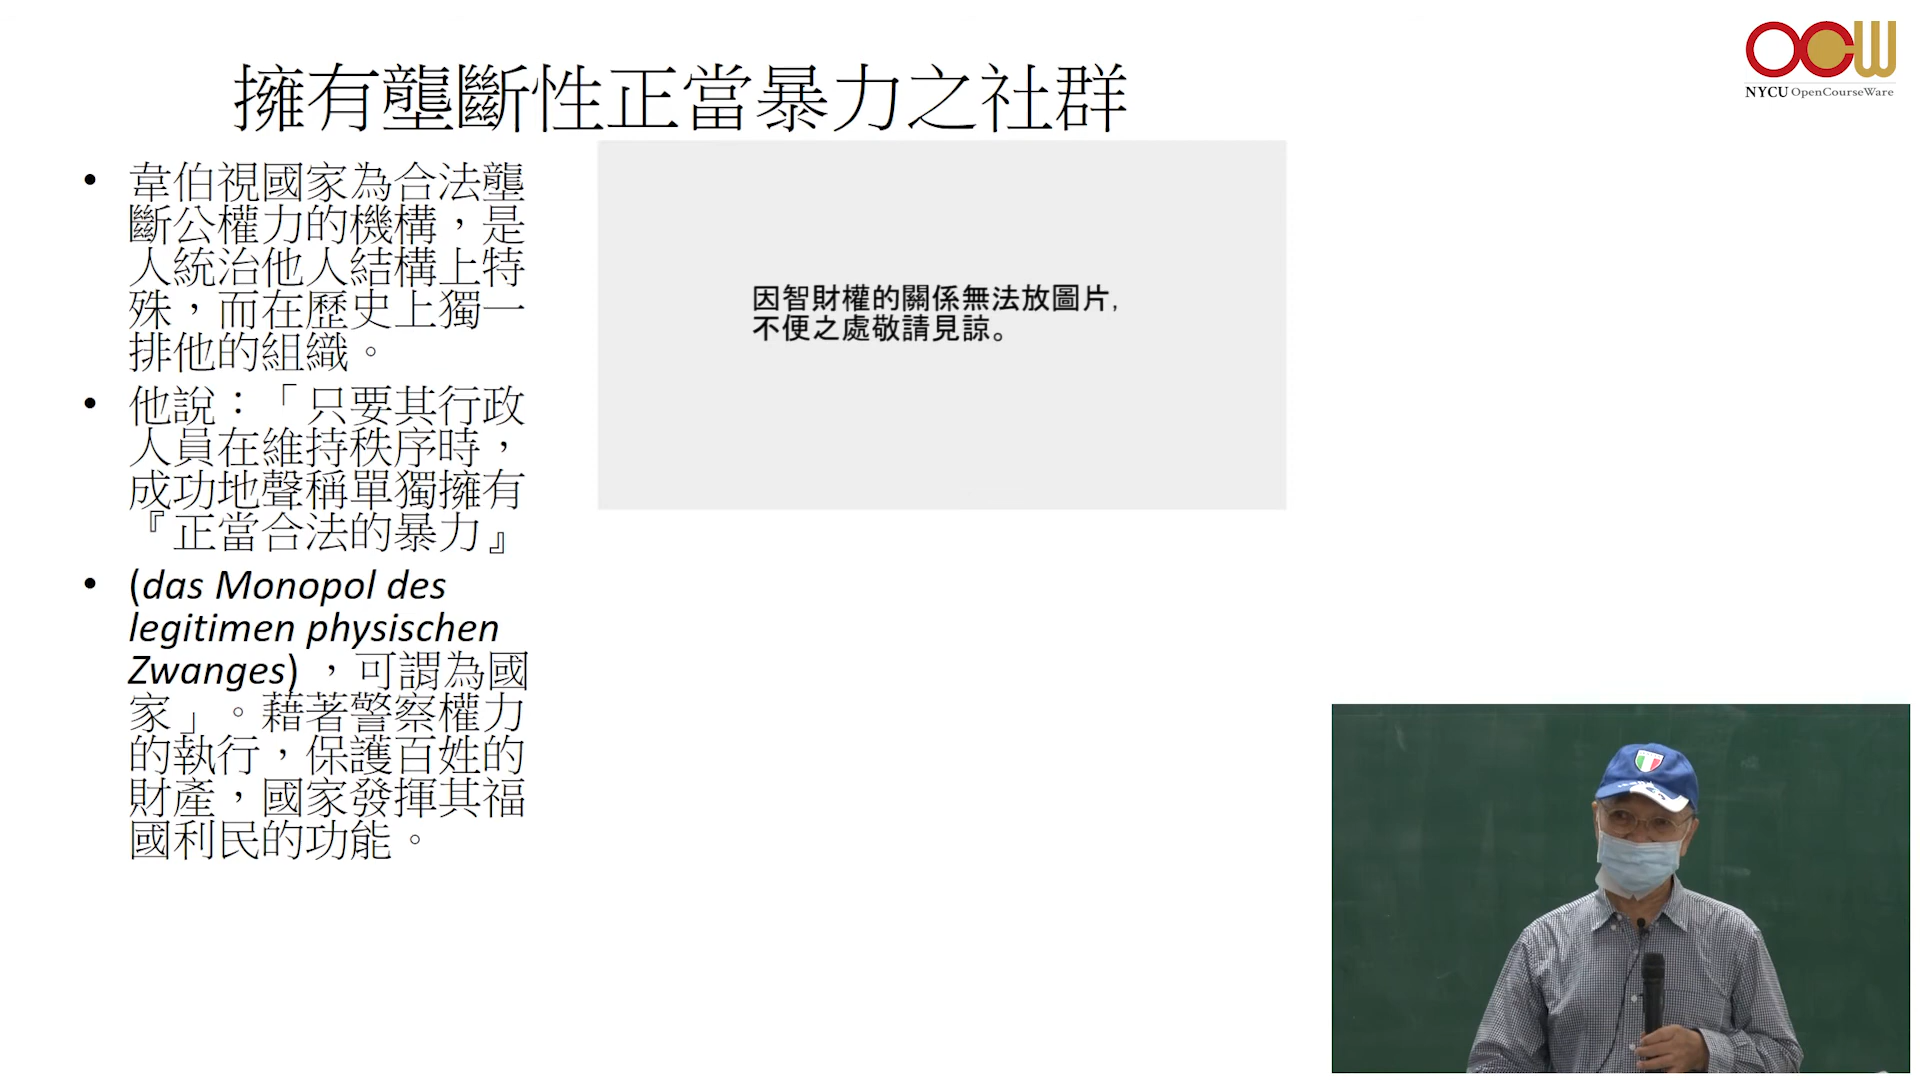 OCW
NYCU OpenCourseWare
擁有壟斷性正當暴力之社群
• 韋伯視國家為合法壟
斷公權力的機構，是
人統治他人結構上特
殊，而在歷史上獨一
排他的組織。
• 他說：「只要其行政
人員在維持秩序時，
成功地聲稱單獨擁有
『正當合法的暴力』
• (das Monopol des
legitimen physischen
Zwanges) ，可謂為國
家」。藉著警察權力
的執行，保護百姓的
財產，國家發揮其福
國利民的功能。
因智財權的關係無法放圖片,
不便之處敬請見諒。